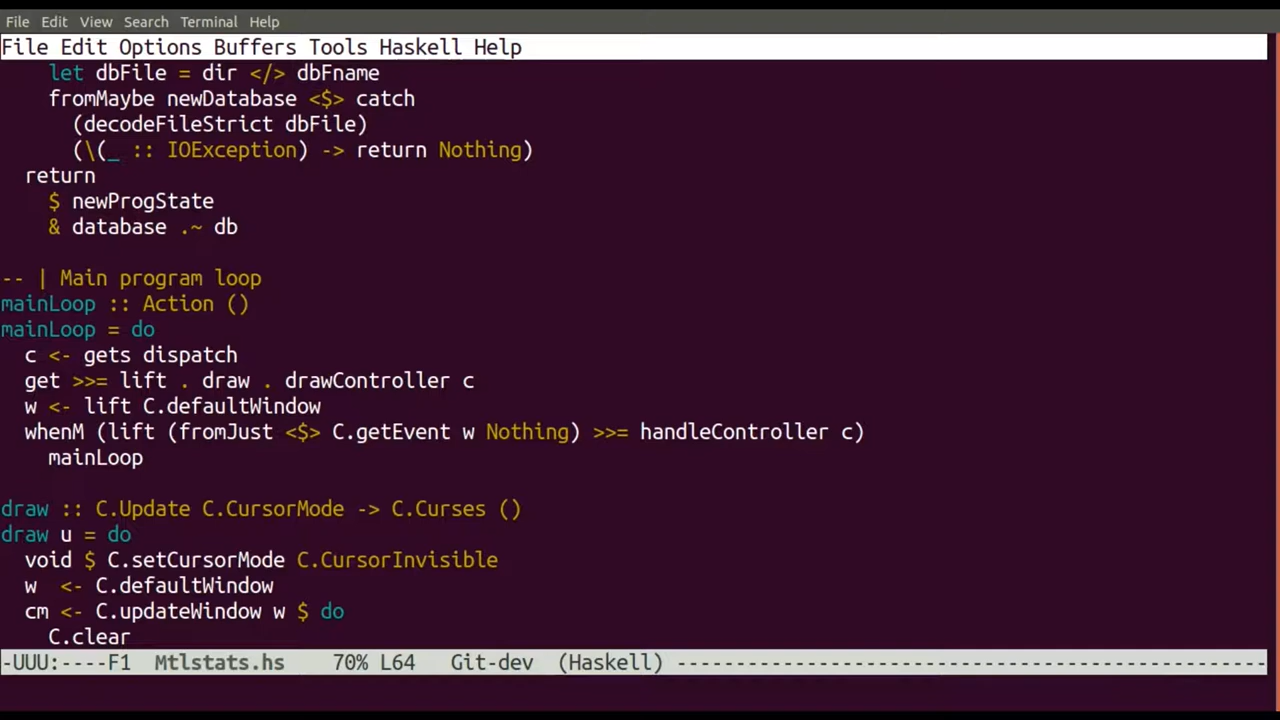 File Edit View Search Terminal Help
File Edit Options Buffers Tools Haskell Help
    let dbFile = dir </> dbFname
    fromMaybe newDatabase <$> catch
      (decodeFileStrict dbFile)
      (\(_ :: IOException) -> return Nothing)
  return
    $ newProgState
    & database .~ db
-- | Main program loop
mainLoop :: Action ()
mainLoop = do
  c <- gets dispatch
  get >>= lift . draw . drawController c
  w <- lift C.defaultWindow
  whenM (lift (fromJust <$> C.getEvent w Nothing) >>= handleController c)
    mainLoop
draw :: C.Update C.CursorMode -> C.Curses ()
draw u = do
  void $ C.setCursorMode C.CursorInvisible
  w  <- C.defaultWindow
  cm <- C.updateWindow w $ do
    C.clear
-UUU:----F1  Mtlstats.hs    70% L64   Git-dev  (Haskell) --------------------------------------------------